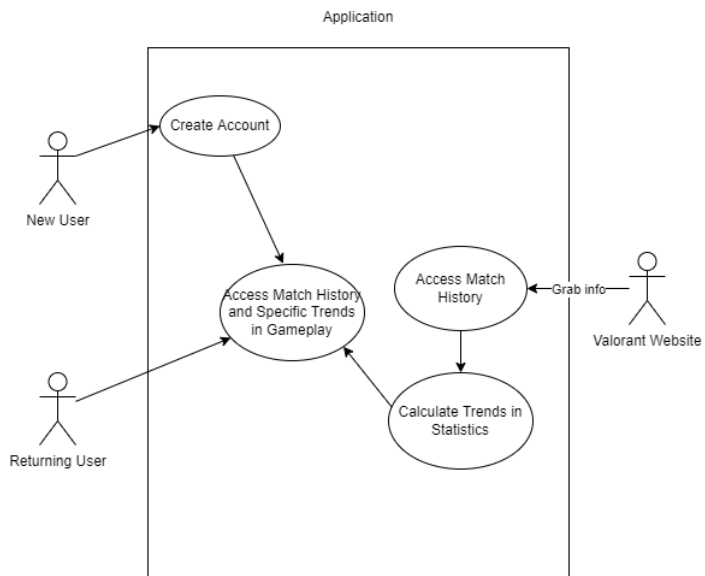 Application
Create Account
New User
Access Match History
and Specific Trends
in Gameplay
Access Match
History
Grab info
Valorant Website
Calculate Trends in
Statistics
Returning User